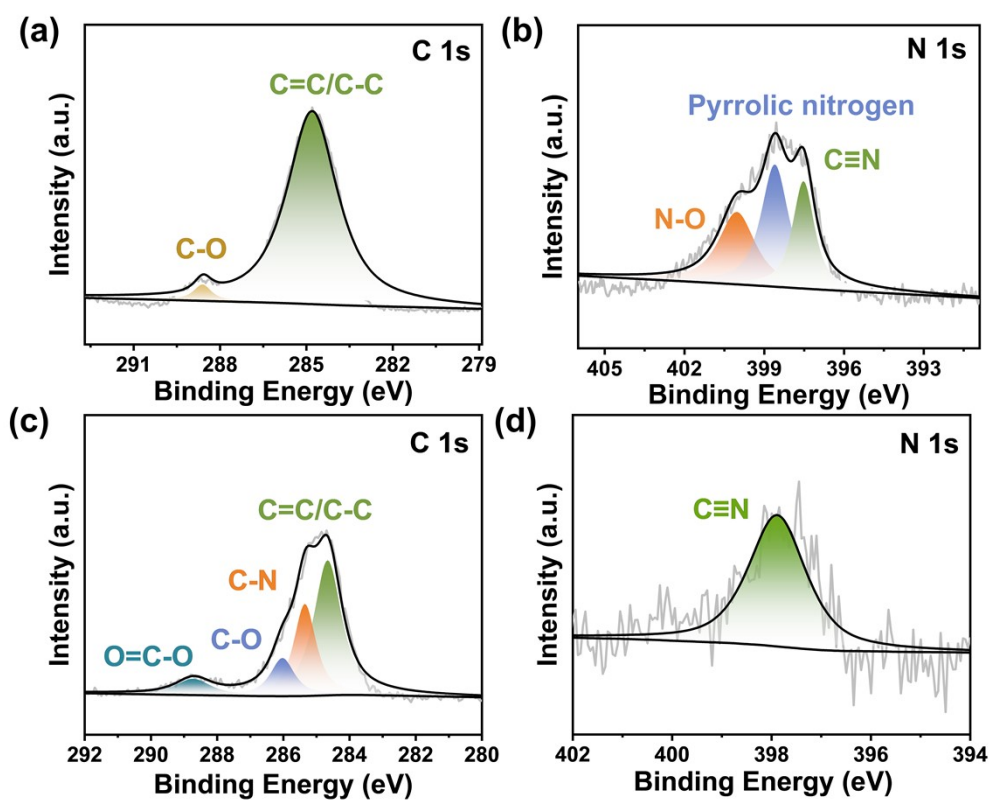 (a)
C 1s
C=C/C-C
C-O
Intensity (a.u.)
291 288 285 282 279
Binding Energy (eV)
(b)
N 1s
Pyrrolic nitrogen
C≡N
N-O
Intensity (a.u.)
405 402 399 396 393
Binding Energy (eV)
(c)
C 1s
C=C/C-C
C-N
C-O
O=C-O
Intensity (a.u.)
292 290 288 286 284 282 280
Binding Energy (eV)
(d)
N 1s
C≡N
Intensity (a.u.)
402 400 398 396 394
Binding Energy (eV)